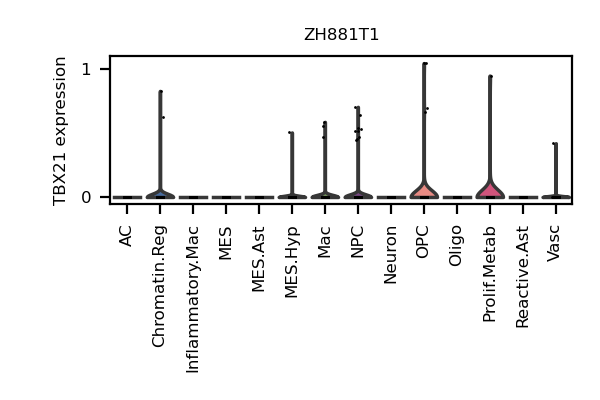 ZH881T1
TBX21 expression
1
0
AC
Chromatin.Reg
Inflammatory.Mac
MES
MES.Ast
MES.Hyp
Mac
NPC
Neuron
OPC
Oligo
Prolif.Metab
Reactive.Ast
Vasc